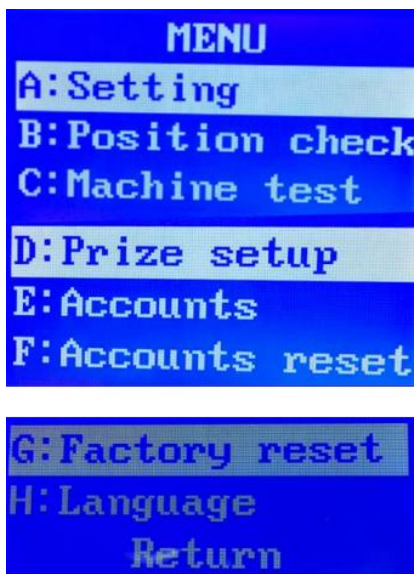 MENU
A:Setting
B:Position check
C:Machine test
D:Prize setup
E:Accounts
F:Accounts reset
G:Factory reset
H:Language
Return